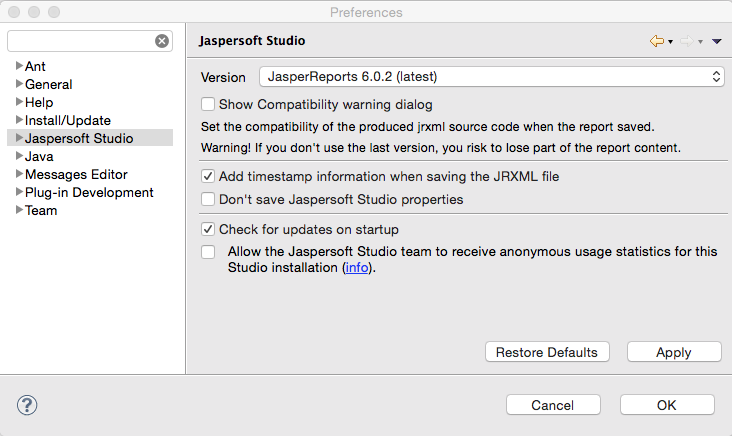 Preferences
Jaspersoft Studio
Ant
General
Help
Install/Update
Jaspersoft Studio
Java
Messages Editor
Plug-in Development
Team
Version JasperReports 6.0.2 (latest)
Show Compatibility warning dialog
Set the compatibility of the produced jrxml source code when the report saved.
Warning! If you don't use the last version, you risk to lose part of the report content.
Add timestamp information when saving the JRXML file
Don't save Jaspersoft Studio properties
Check for updates on startup
Allow the Jaspersoft Studio team to receive anonymous usage statistics for this
Studio installation (info).
Restore Defaults Apply
? Cancel OK